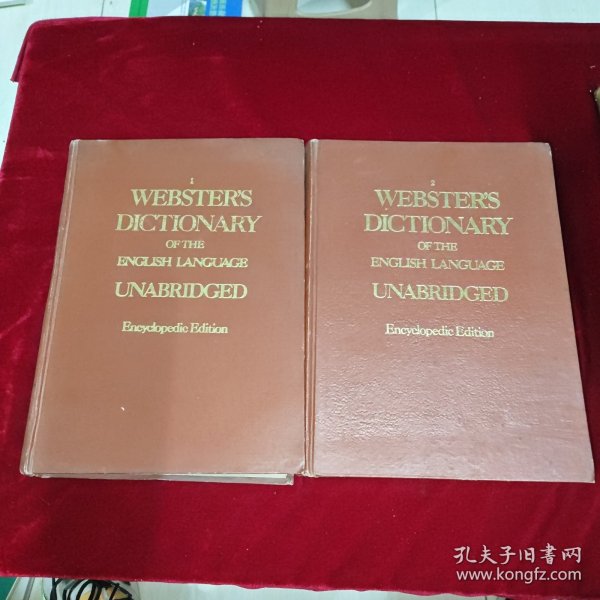 1
WEBSTER'S
DICTIONARY
OF THE
ENGLISH LANGUAGE
UNABRIDGED
Encyclopedic Edition
2
WEBSTER'S
DICTIONARY
OF THE
ENGLISH LANGUAGE
UNABRIDGED
Encyclopedic Edition
孔夫子旧书网
www.kongfz.com